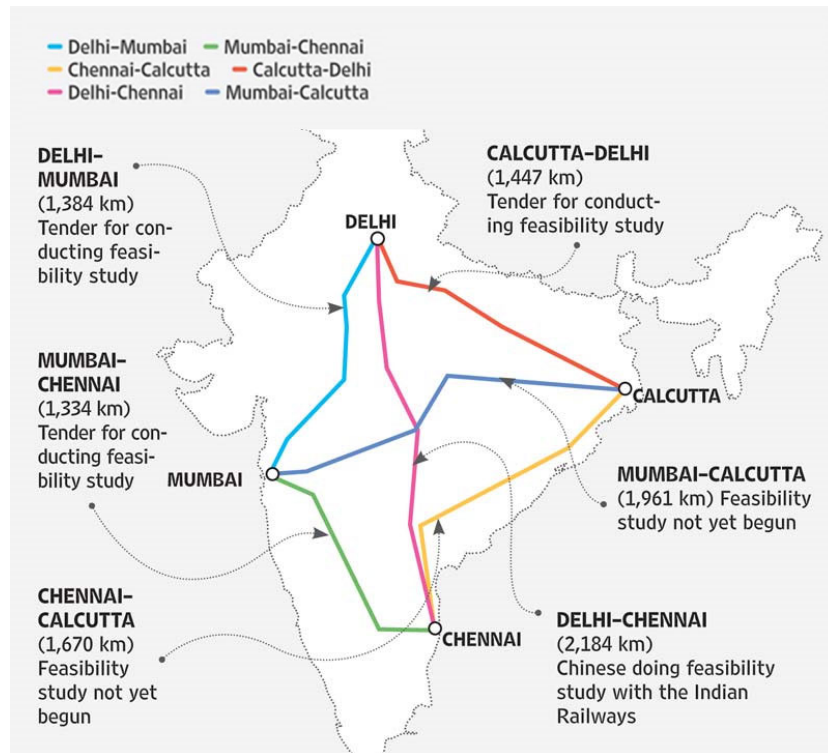 Delhi–Mumbai
Mumbai-Chennai
Chennai-Calcutta
Calcutta-Delhi
Delhi-Chennai
Mumbai-Calcutta
DELHI–
MUMBAI
(1,384 km)
Tender for con-
ducting feasi-
bility study
CALCUTTA–DELHI
(1,447 km)
Tender for conduct-
ing feasibility study
DELHI
MUMBAI–
CHENNAI
(1,334 km)
Tender for con-
ducting feasi-
bility study
CALCUTTA
MUMBAI
MUMBAI–CALCUTTA
(1,961 km) Feasibility
study not yet begun
CHENNAI–
CALCUTTA
(1,670 km)
Feasibility
study not yet
begun
CHENNAI
DELHI–CHENNAI
(2,184 km)
Chinese doing feasibility
study with the Indian
Railways